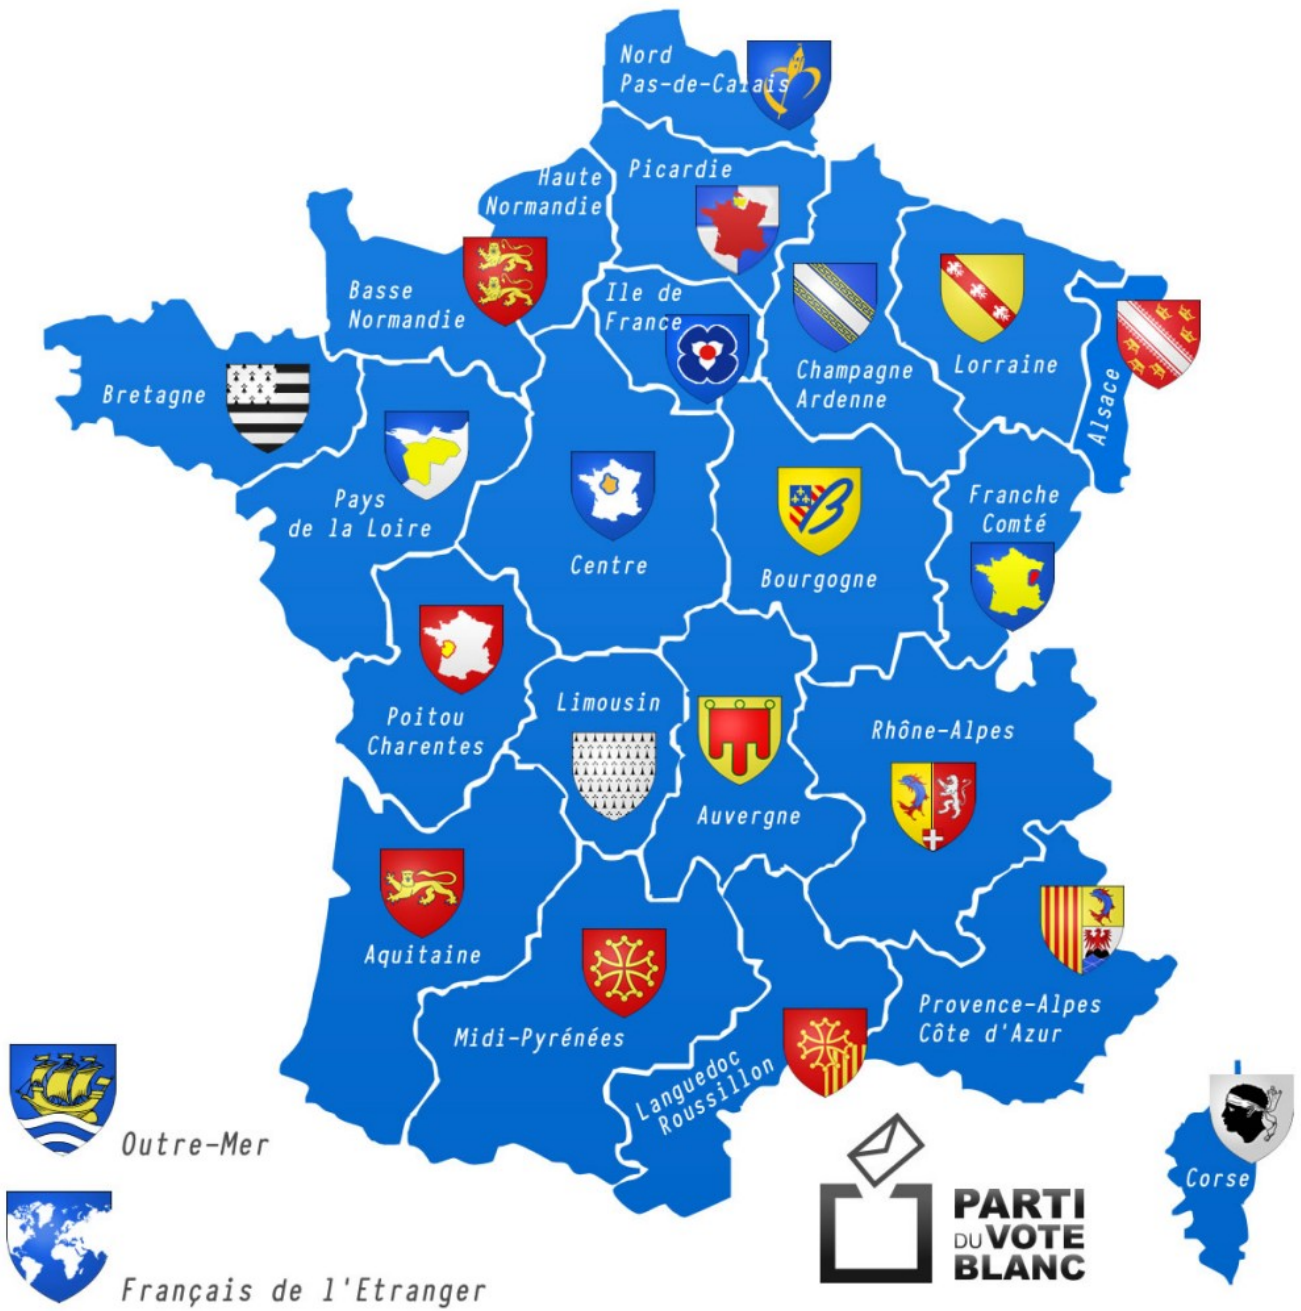 Nord
Pas-de-Calais
Picardie
Haute
Normandie
Basse
Normandie
Ile de
France
Champagne
Ardenne
Lorraine
Alsace
Bretagne
Pays
de la Loire
Centre
Bourgogne
Franche
Comté
Poitou
Charentes
Limousin
Auvergne
Rhône-Alpes
Aquitaine
Midi-Pyrénées
Languedoc
Roussillon
Provence-Alpes
Côte d'Azur
Corse
Outre-Mer
Français de l'Etranger
PARTI
DU VOTE
BLANC